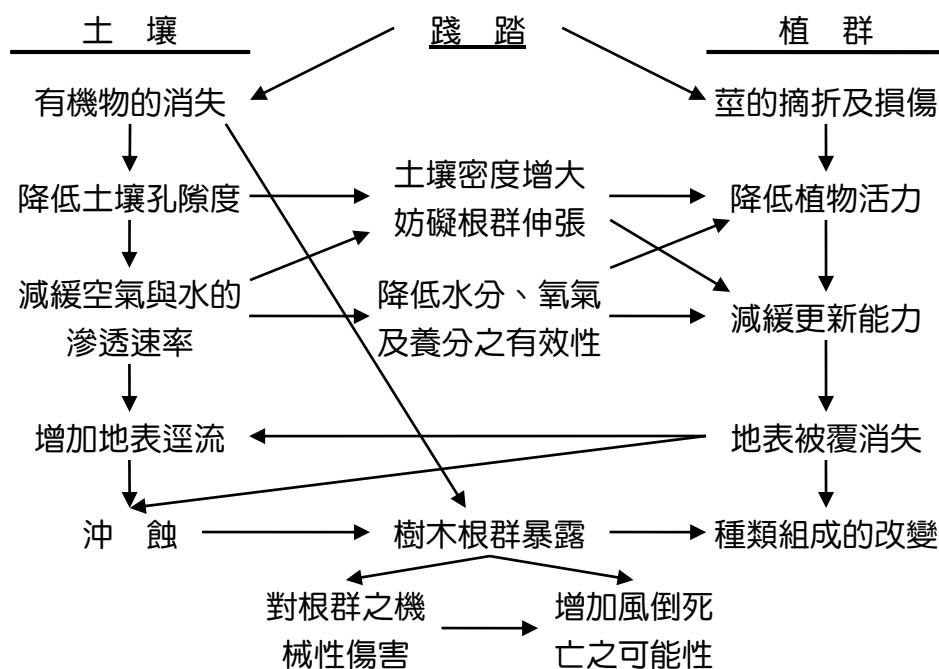 土 壤
踐 踏
植 群
有機物的消失
莖的摘折及損傷
降低土壤孔隙度
土壤密度增大
妨礙根群伸張
降低植物活力
減緩空氣與水的
滲透速率
降低水分、氧氣
及養分之有效性
減緩更新能力
增加地表逕流
地表被覆消失
沖 蝕
樹木根群暴露
種類組成的改變
對根群之機
械性傷害
增加風倒死
亡之可能性